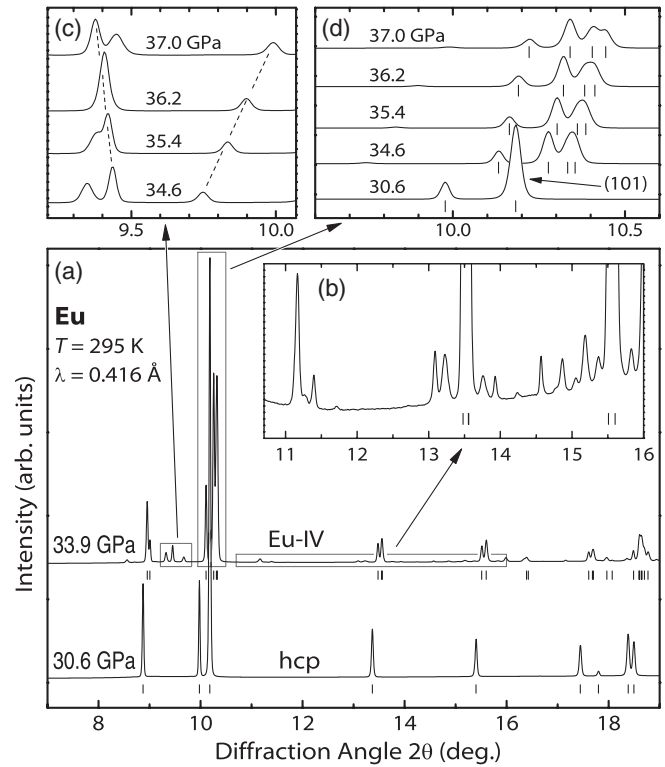 (c)
37.0 GPa
36.2
35.4
34.6
9.5 10.0
(d)
37.0 GPa
36.2
35.4
34.6
30.6
(101)
10.0 10.5
(a)
Eu
T = 295 K
λ = 0.416 Å
(b)
11 12 13 14 15 16
Intensity (arb. units)
33.9 GPa
Eu-IV
30.6 GPa
hcp
8 10 12 14 16 18
Diffraction Angle 2θ (deg.)